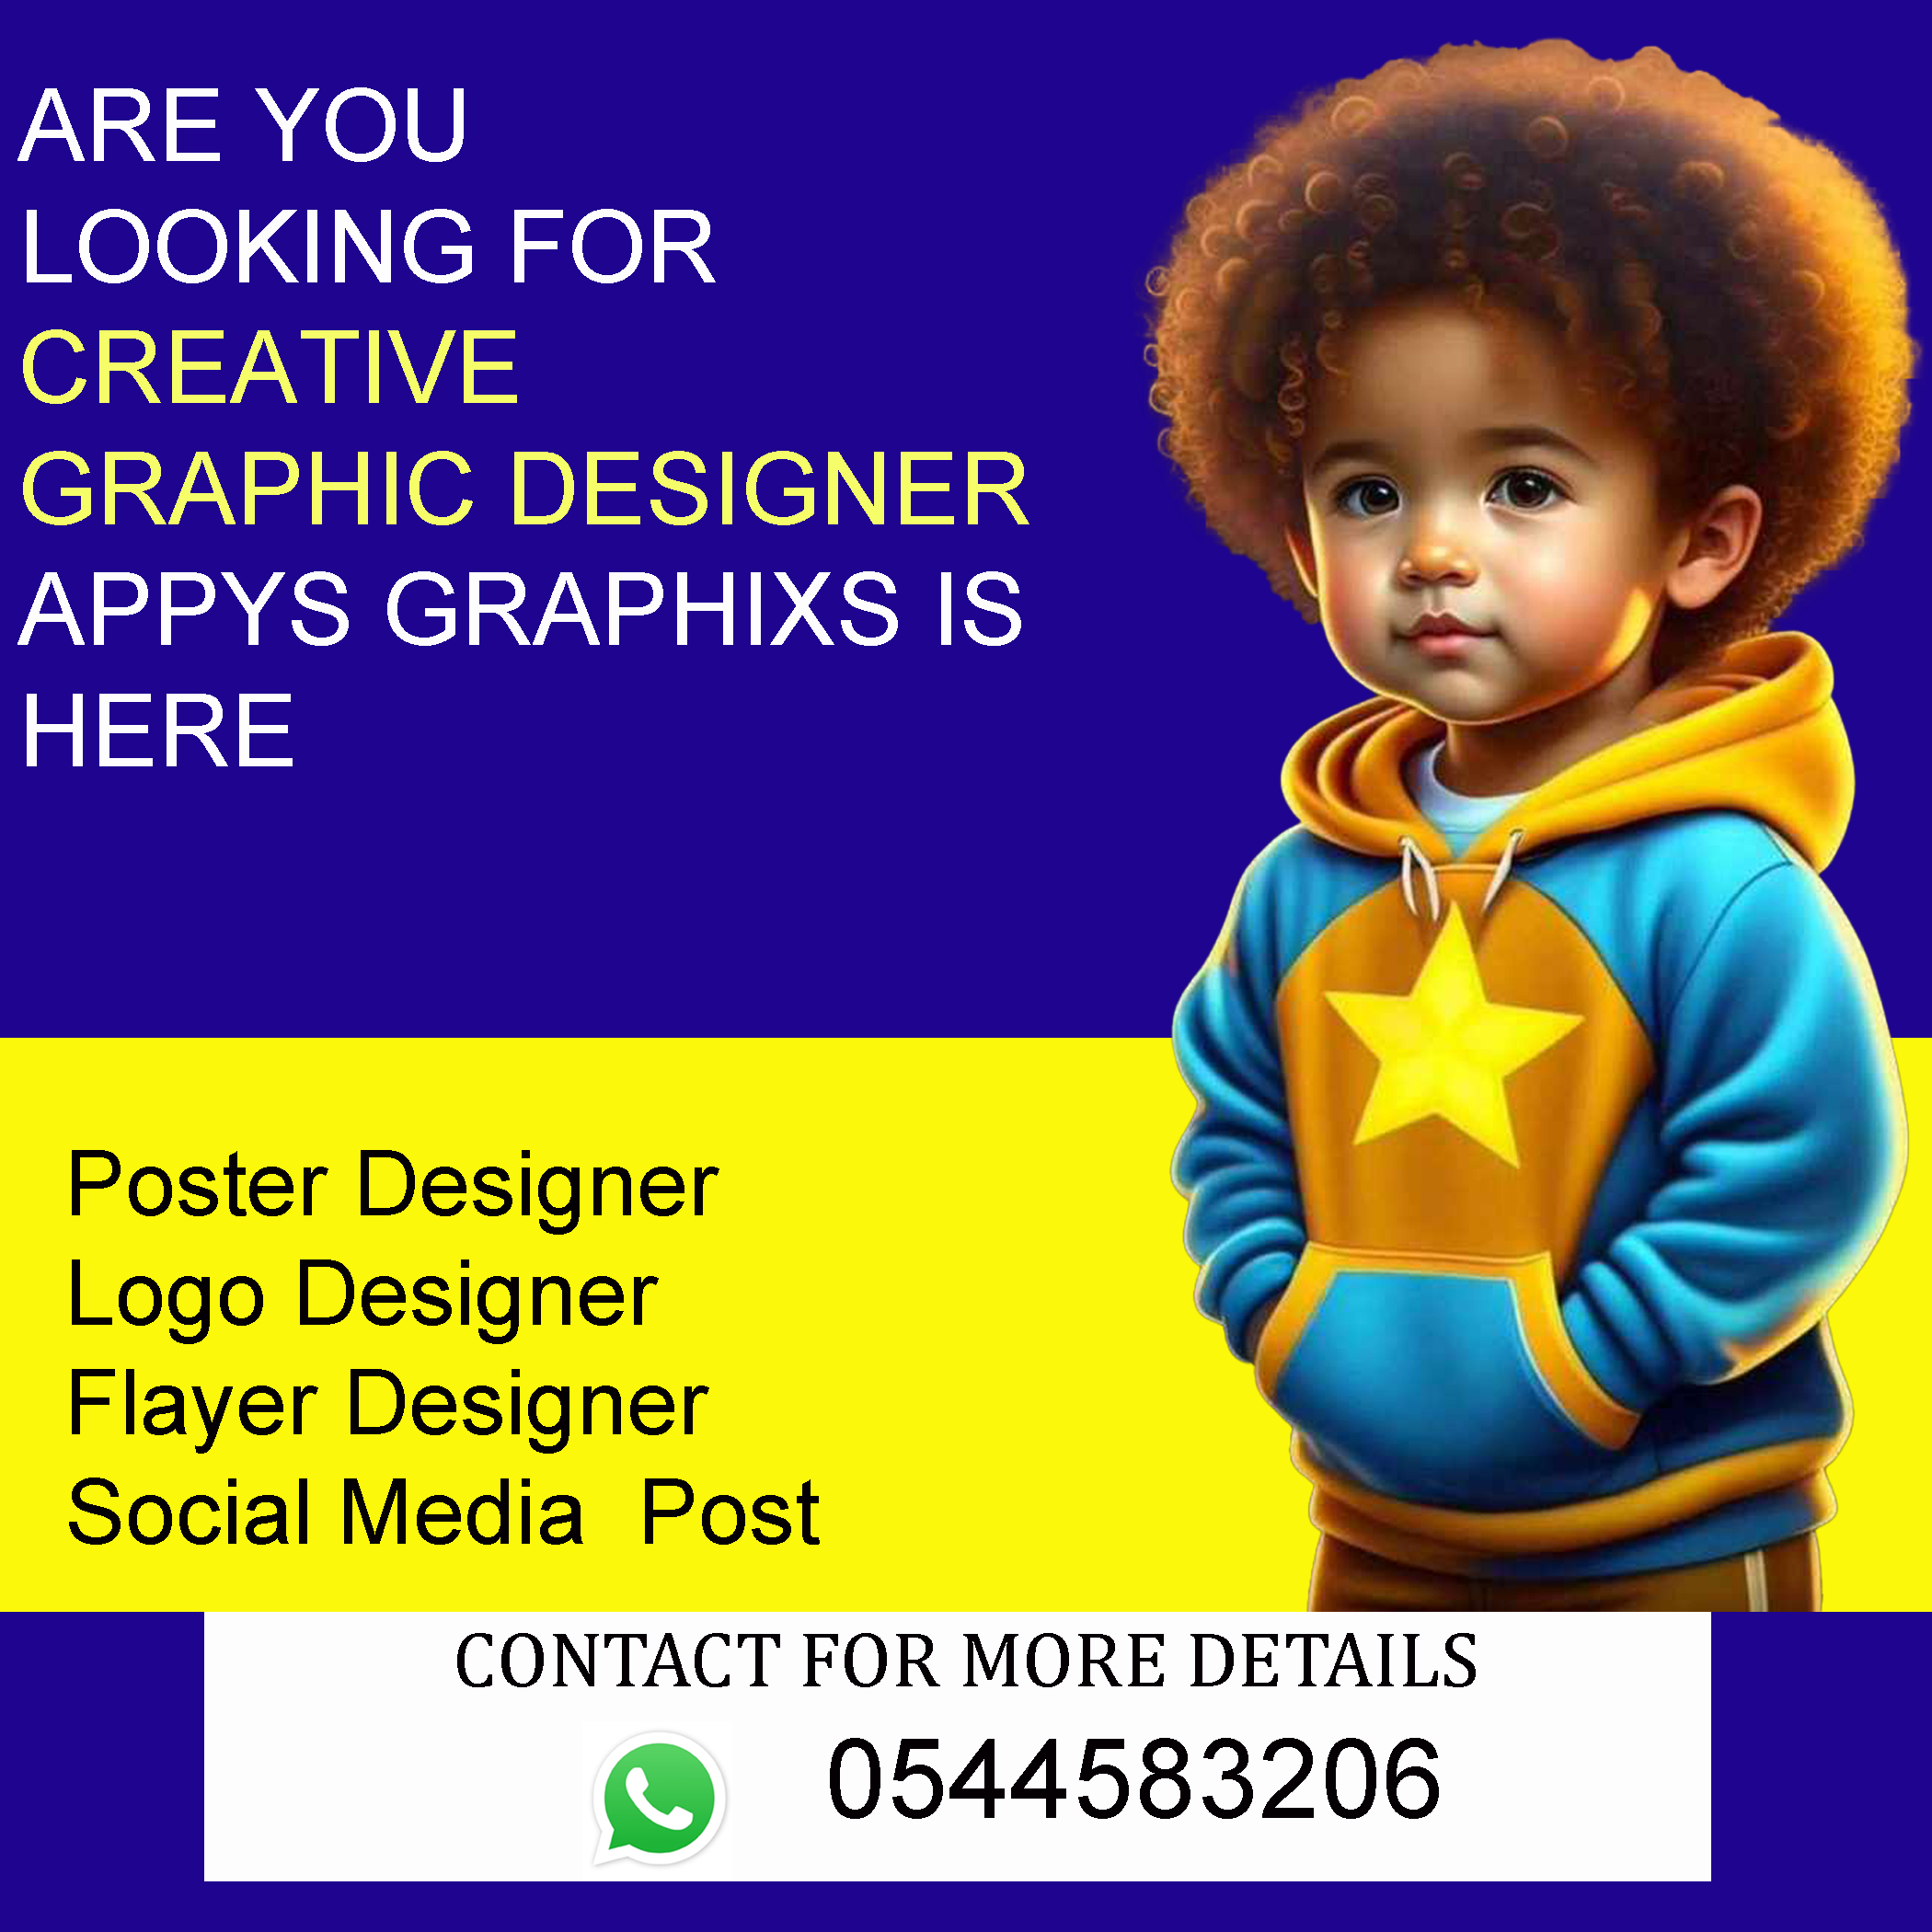 ARE YOU
LOOKING FOR
CREATIVE
GRAPHIC DESIGNER
APPYS GRAPHIXS IS
HERE
Poster Designer
Logo Designer
Flayer Designer
Social Media  Post
CONTACT FOR MORE DETAILS
0544583206